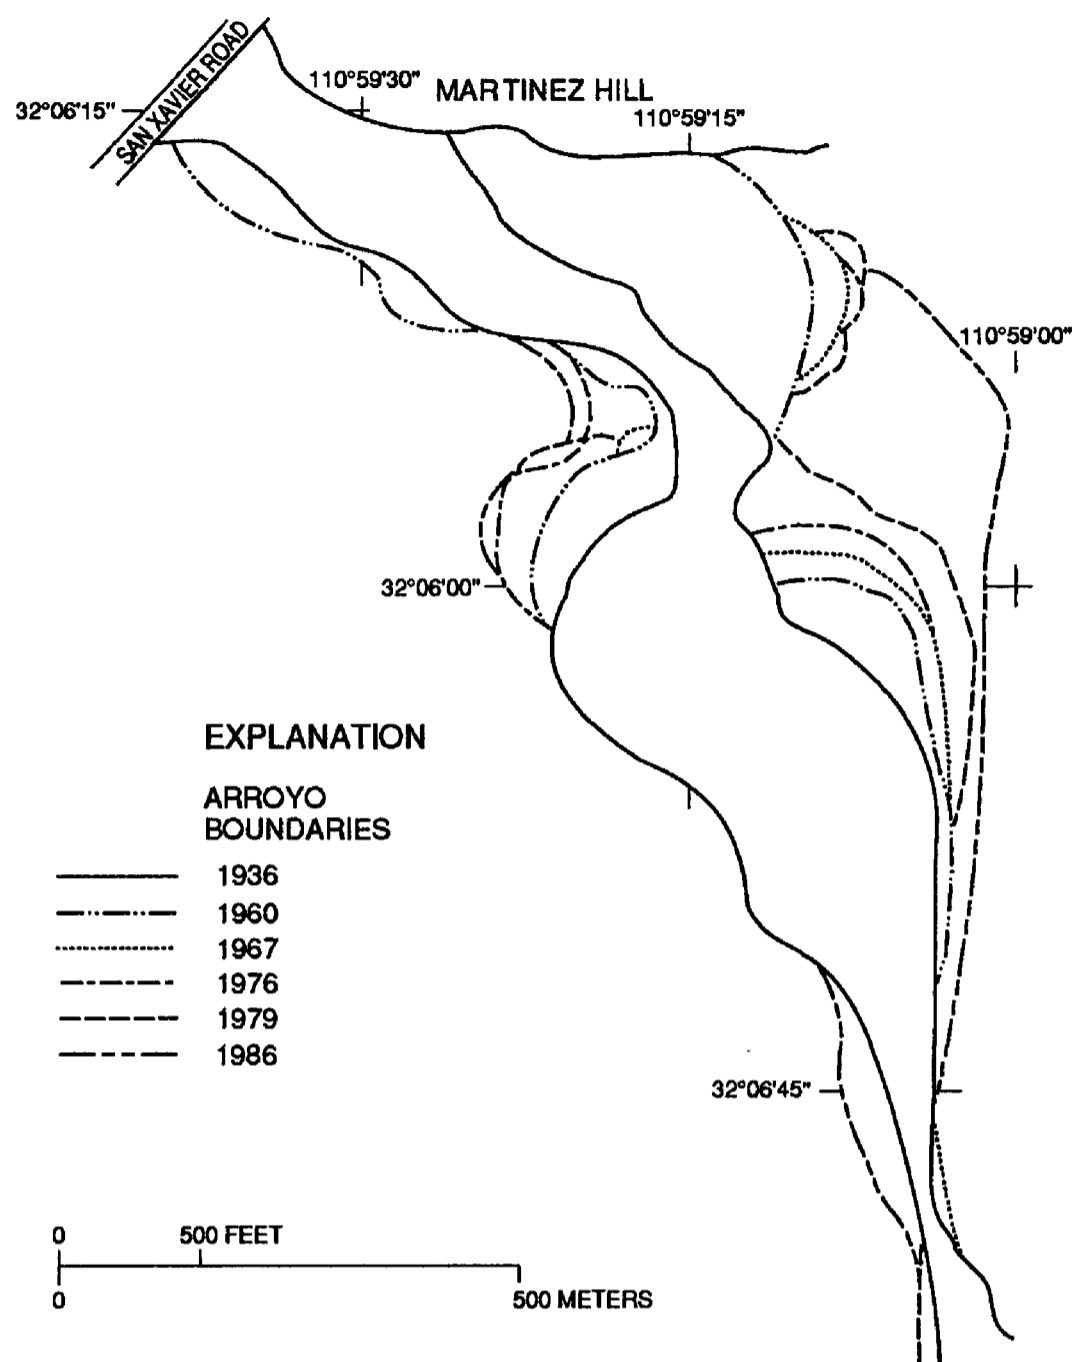 SAN XAVIER ROAD
110°59'30"
MARTINEZ HILL
32°06'15"
110°59'15"
110°59'00"
32°06'00"
EXPLANATION
ARROYO
BOUNDARIES
1936
1960
1967
1976
1979
1986
32°06'45"
0 500 FEET
0 500 METERS